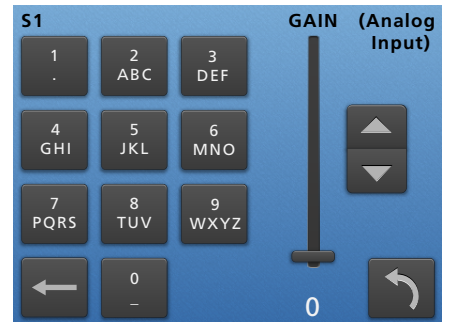 S1
GAIN (Analog
Input)
1
.
2
ABC
3
DEF
4
GHI
5
JKL
6
MNO
7
PQRS
8
TUV
9
WXYZ
0
_
0